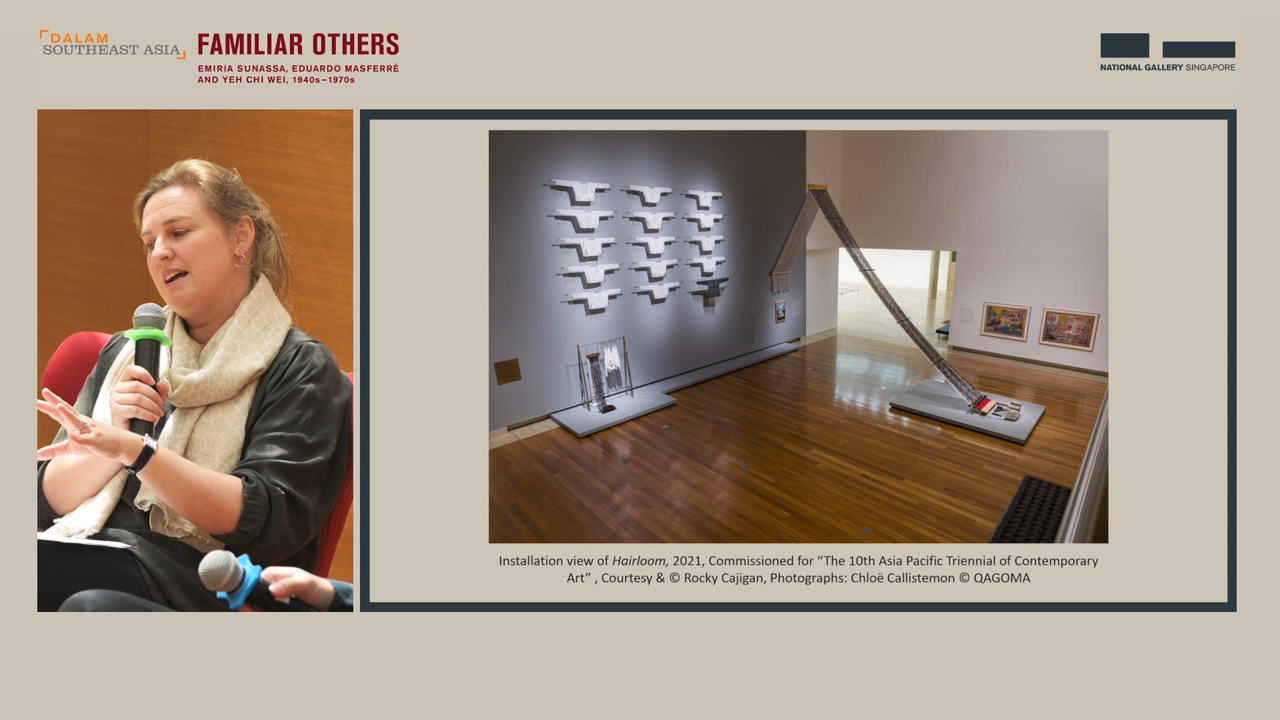 DALAM
SOUTHEAST ASIA
FAMILIAR OTHERS
EMIRIA SUNASSA, EDUARDO MASFERRÉ
AND YEH CHI WEI, 1940s–1970s
NATIONAL GALLERY SINGAPORE
Installation view of Hairloom, 2021, Commissioned for “The 10th Asia Pacific Triennial of Contemporary
Art” , Courtesy & © Rocky Cajigan, Photographs: Chloë Callistemon © QAGOMA